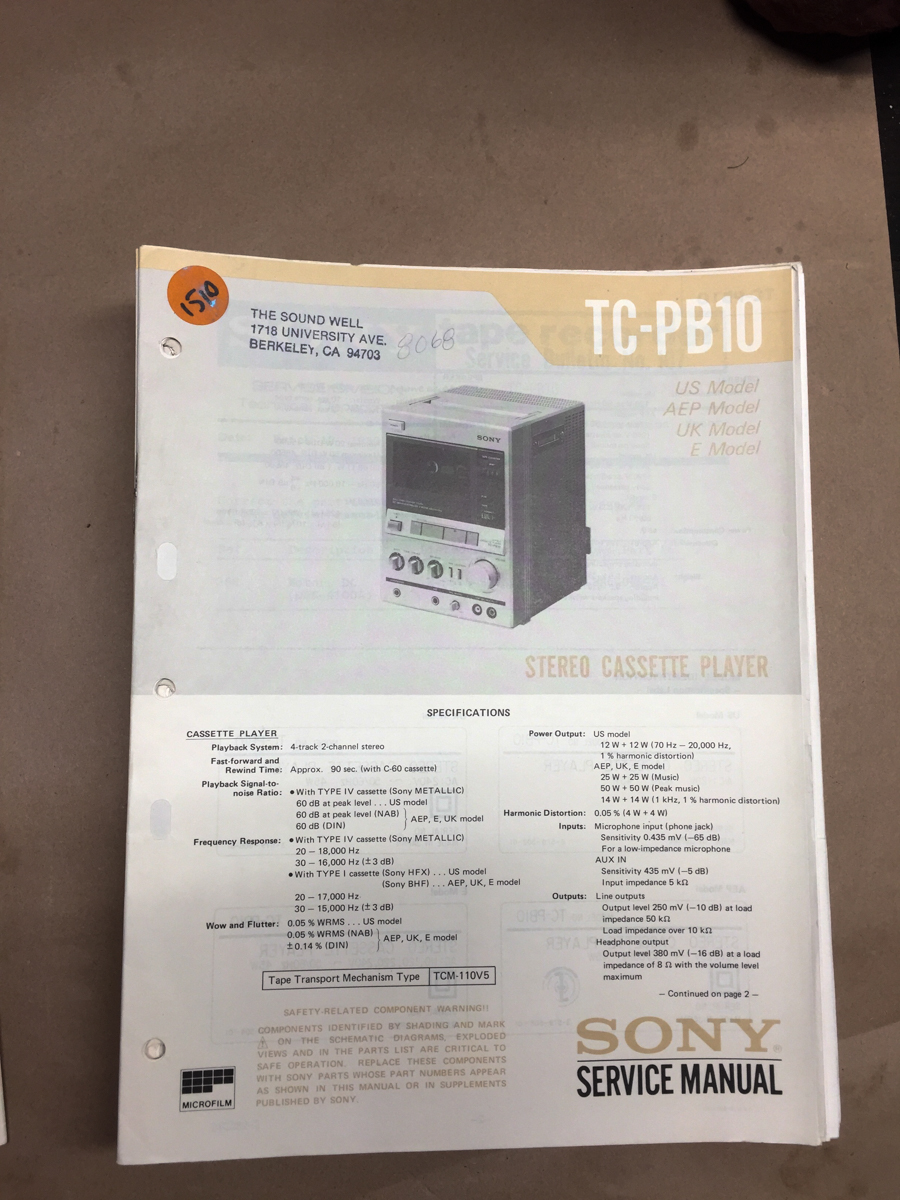 1510
THE SOUND WELL
1718 UNIVERSITY AVE.
BERKELEY, CA 94703
8068
TC-PB10
US Model
AEP Model
UK Model
E Model
SONY
STEREO CASSETTE PLAYER
SPECIFICATIONS
CASSETTE PLAYER
Playback System: 4-track 2-channel stereo
Fast-forward and
Rewind Time: Approx. 90 sec. (with C-60 cassette)
Playback Signal-to-
noise Ratio: ●With TYPE IV cassette (Sony METALLIC)
60 dB at peak level . . . US model
60 dB at peak level (NAB)
60 dB (DIN)
AEP, E, UK model
Frequency Response: ●With TYPE IV cassette (Sony METALLIC)
20 – 18,000 Hz
30 – 16,000 Hz (±3 dB)
●With TYPE I cassette (Sony HFX) . . . US model
(Sony BHF) . . . AEP, UK, E model
20 – 17,000 Hz
30 – 15,000 Hz (±3 dB)
Wow and Flutter: 0.05 % WRMS . . . US model
0.05 % WRMS (NAB)
±0.14 % (DIN)
AEP, UK, E model
Tape Transport Mechanism Type TCM-110V5
Power Output: US model
12 W + 12 W (70 Hz – 20,000 Hz,
1 % harmonic distortion)
AEP, UK, E model
25 W + 25 W (Music)
50 W + 50 W (Peak music)
14 W + 14 W (1 kHz, 1 % harmonic distortion)
Harmonic Distortion: 0.05 % (4 W + 4 W)
Inputs: Microphone input (phone jack)
Sensitivity 0.435 mV (–65 dB)
For a low-impedance microphone
AUX IN
Sensitivity 435 mV (–5 dB)
Input impedance 5 kΩ
Outputs: Line outputs
Output level 250 mV (–10 dB) at load
impedance 50 kΩ
Load impedance over 10 kΩ
Headphone output
Output level 380 mV (–16 dB) at a load
impedance of 8 Ω with the volume level
maximum
– Continued on page 2 –
SAFETY-RELATED COMPONENT WARNING!!
COMPONENTS IDENTIFIED BY SHADING AND MARK
⚠ ON THE SCHEMATIC DIAGRAMS, EXPLODED
VIEWS AND IN THE PARTS LIST ARE CRITICAL TO
SAFE OPERATION. REPLACE THESE COMPONENTS
WITH SONY PARTS WHOSE PART NUMBERS APPEAR
AS SHOWN IN THIS MANUAL OR IN SUPPLEMENTS
PUBLISHED BY SONY.
MICROFILM
SONY®
SERVICE MANUAL